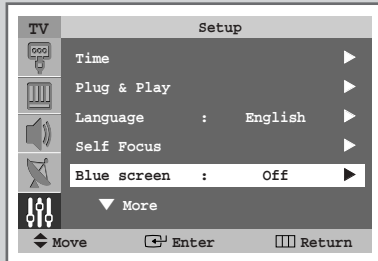 TV Setup
Time
Plug & Play
Language : English
Self Focus
Blue screen : Off
More
Move Enter Return